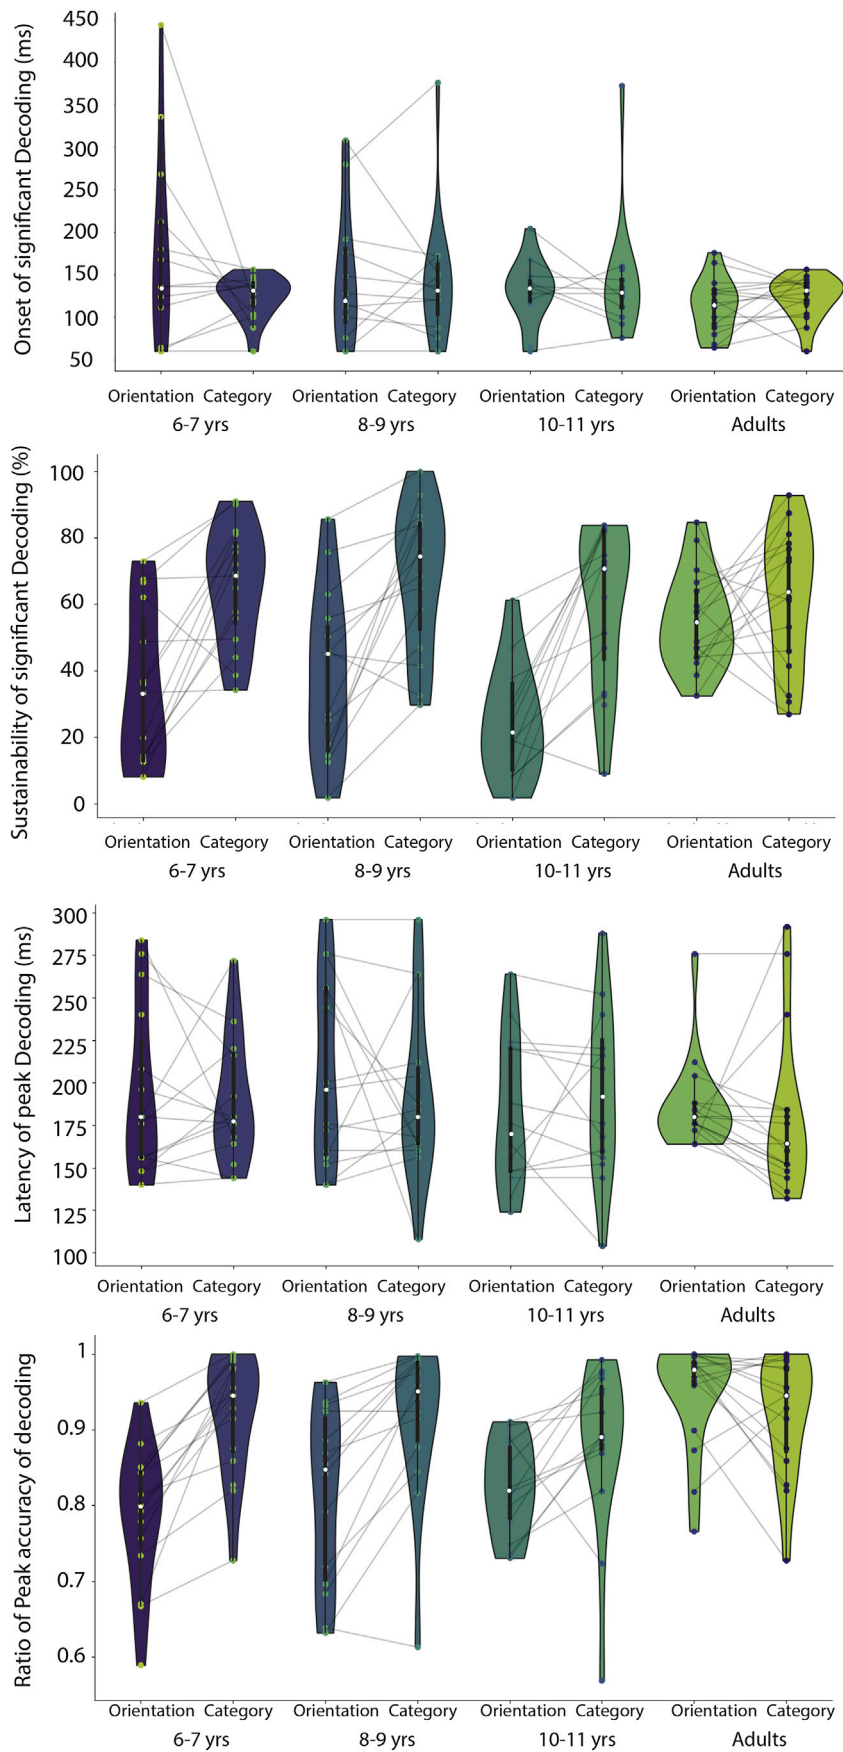 Onset of significant Decoding (ms)
450
400
350
300
250
200
150
100
50
Orientation Category Orientation Category Orientation Category Orientation Category
6-7 yrs 8-9 yrs 10-11 yrs Adults
Sustainability of significant Decoding (%)
100
80
60
40
20
0
Orientation Category Orientation Category Orientation Category Orientation Category
6-7 yrs 8-9 yrs 10-11 yrs Adults
Latency of peak Decoding (ms)
300
275
250
225
200
175
150
125
100
Orientation Category Orientation Category Orientation Category Orientation Category
6-7 yrs 8-9 yrs 10-11 yrs Adults
Ratio of Peak accuracy of decoding
1
0.9
0.8
0.7
0.6
Orientation Category Orientation Category Orientation Category Orientation Category
6-7 yrs 8-9 yrs 10-11 yrs Adults